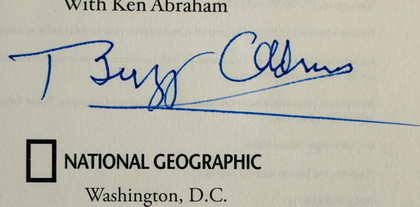 With Ken Abraham
Buzz Aldrin
NATIONAL GEOGRAPHIC
Washington, D.C.